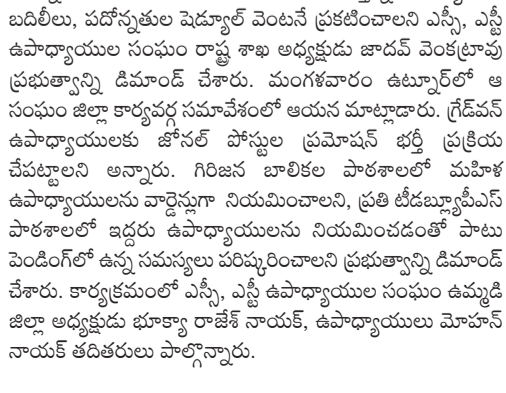 బదిలీలు, పదోన్నతుల షెడ్యూల్ వెంటనే ప్రకటించాలని ఎస్సీ, ఎస్టీ
ఉపాధ్యాయుల సంఘం రాష్ట్ర శాఖ అధ్యక్షుడు జాదవ్ వెంకట్రావు
ప్రభుత్వాన్ని డిమాండ్ చేశారు. మంగళవారం ఉట్నూర్‌లో ఆ
సంఘం జిల్లా కార్యవర్గ సమావేశంలో ఆయన మాట్లాడారు. గ్రేడ్‌వన్
ఉపాధ్యాయులకు జోనల్ పోస్టుల ప్రమోషన్ భర్తీ ప్రక్రియ
చేపట్టాలని అన్నారు. గిరిజన బాలికల పాఠశాలలో మహిళ
ఉపాధ్యాయులను వార్డెన్లుగా నియమించాలని, ప్రతి టీడబ్ల్యూపీఎస్
పాఠశాలలో ఇద్దరు ఉపాధ్యాయులను నియమించడంతో పాటు
పెండింగ్‌లో ఉన్న సమస్యలు పరిష్కరించాలని ప్రభుత్వాన్ని డిమాండ్
చేశారు. కార్యక్రమంలో ఎస్సీ, ఎస్టీ ఉపాధ్యాయుల సంఘం ఉమ్మడి
జిల్లా అధ్యక్షుడు భూక్యా రాజేశ్ నాయక్, ఉపాధ్యాయులు మోహన్
నాయక్ తదితరులు పాల్గొన్నారు.